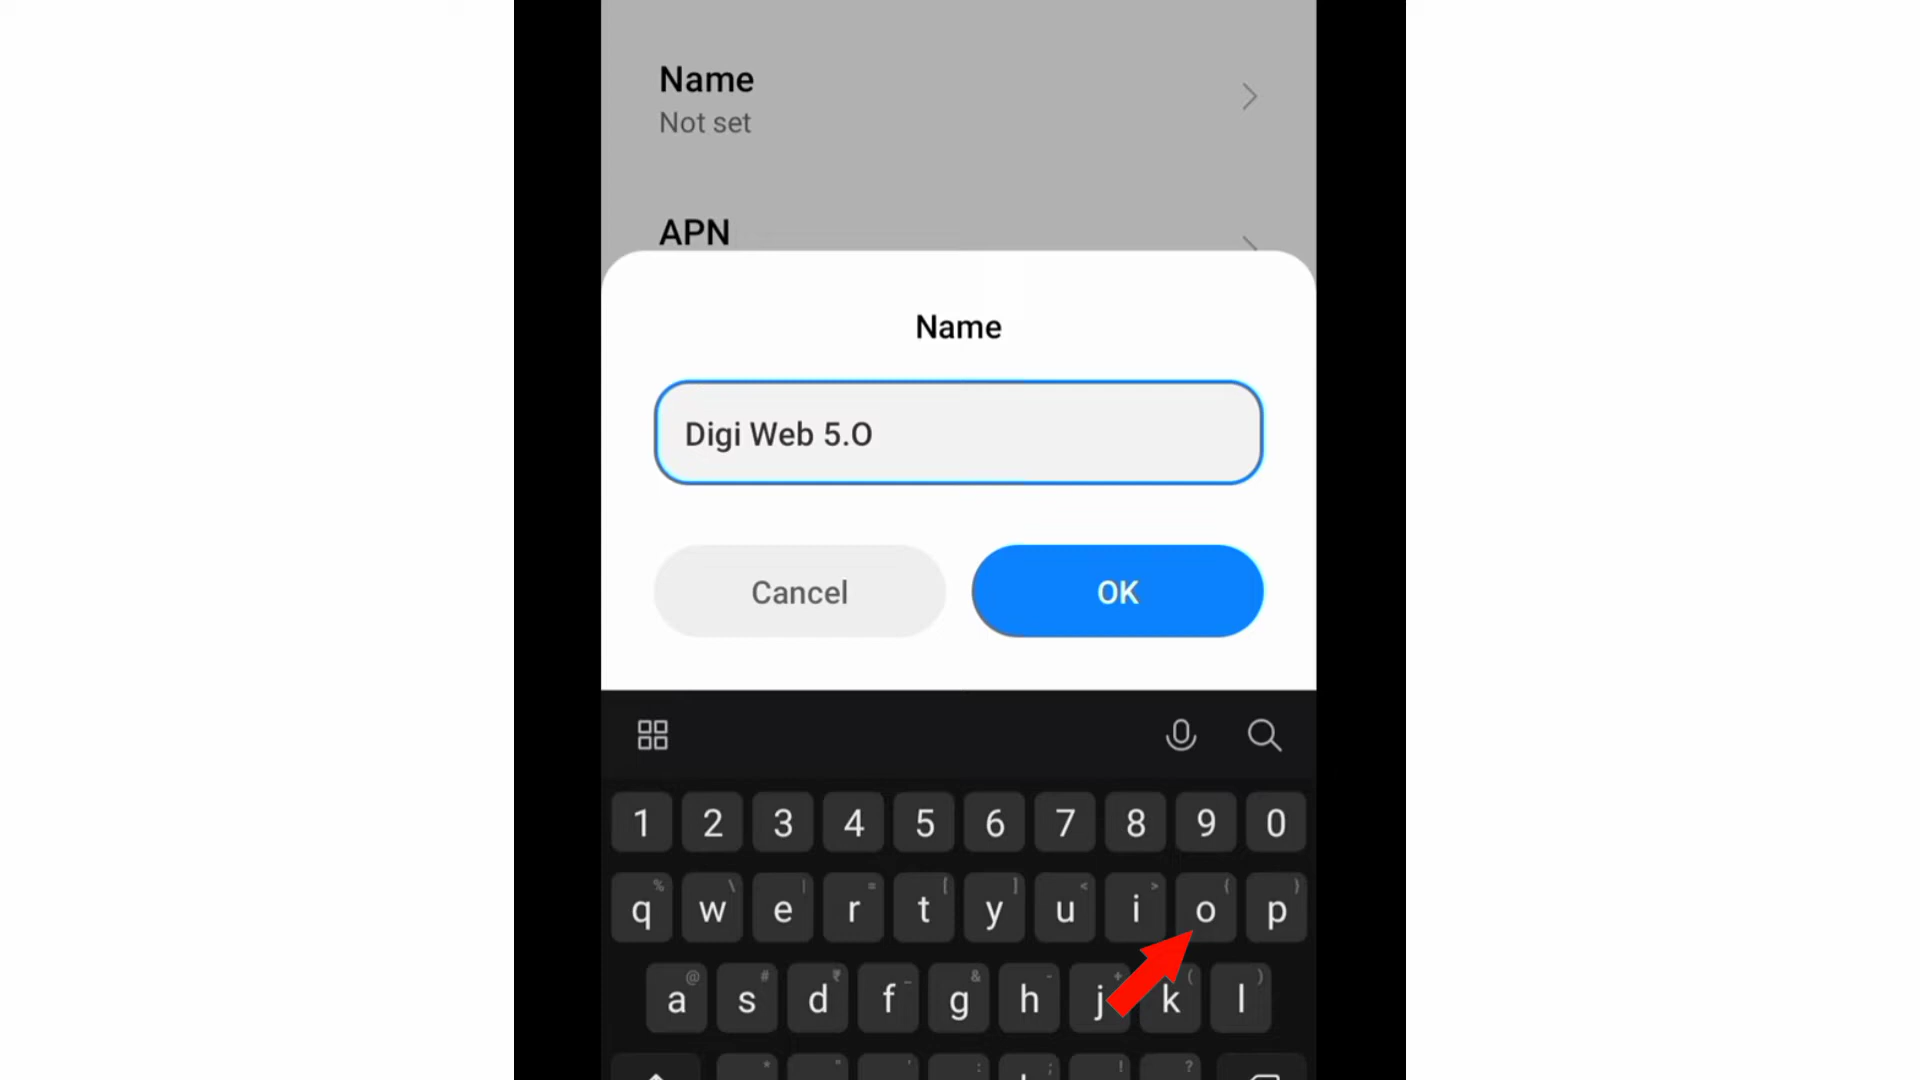 Name
Not set
APN
Name
Digi Web 5.O
Cancel
OK
1 2 3 4 5 6 7 8 9 0
% \ | = [ ] < > { }
q w e r t y u i o p
@ # ₹ _ & - + ( )
a s d f g h j k l
* " ' : ; ! ?